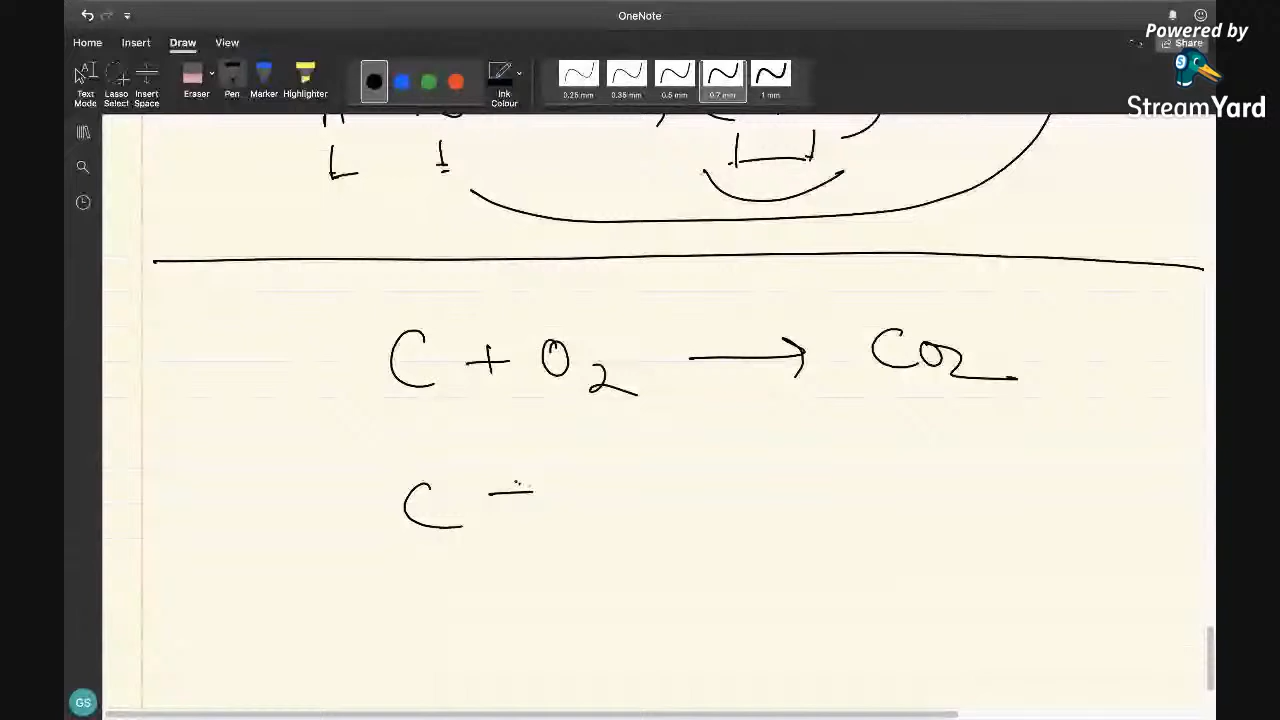 OneNote
Powered by
Home Insert Draw View
Share
Text Mode
Lasso Select
Insert Space
Eraser
Pen
Marker
Highlighter
Ink Colour
0.25 mm
0.35 mm
0.5 mm
0.7 mm
1 mm
StreamYard
C + O2 → CO2
C
GS